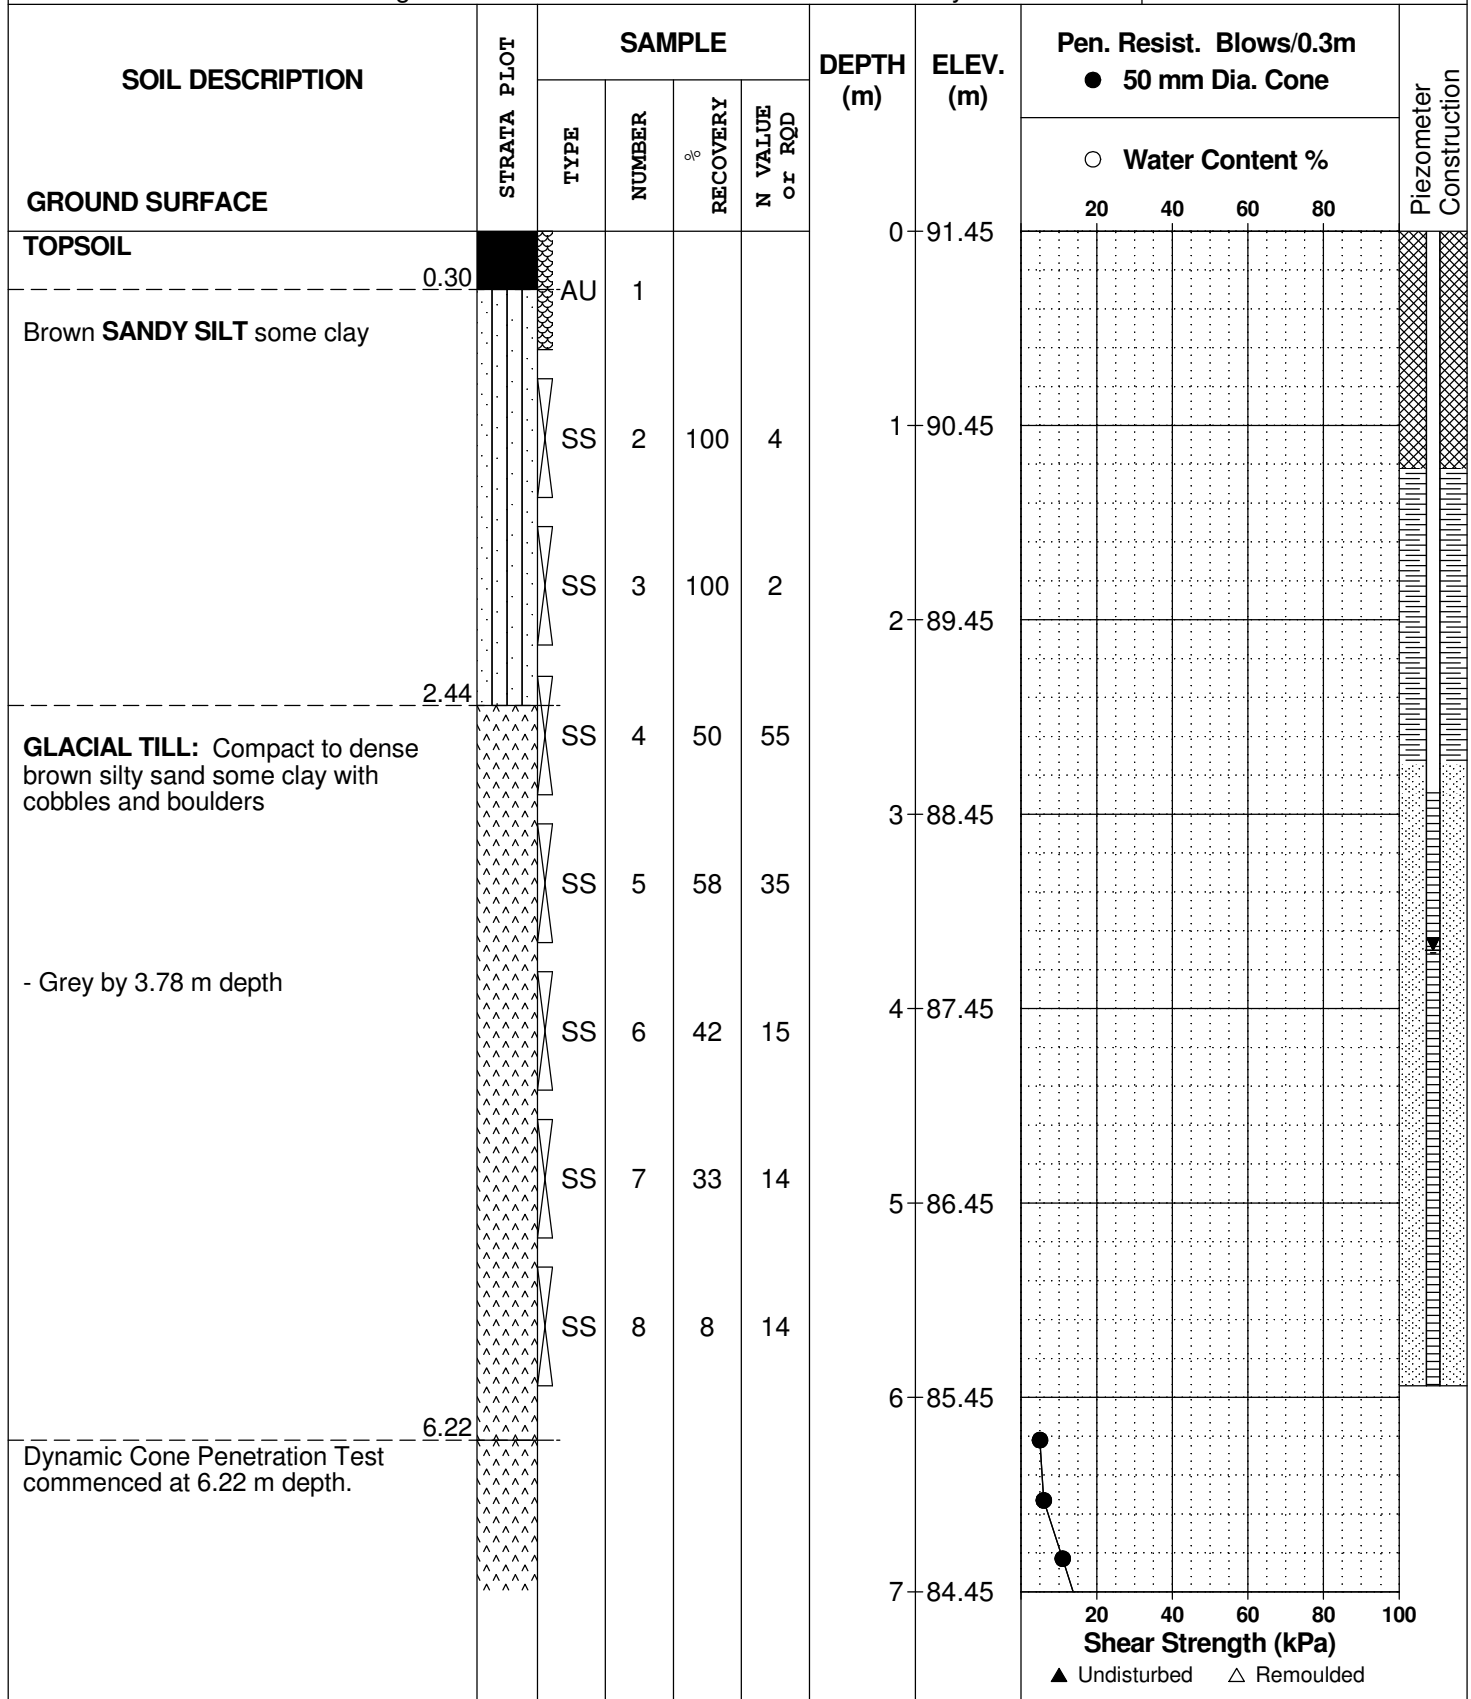 SOIL DESCRIPTION
GROUND SURFACE
STRATA PLOT
SAMPLE
TYPE
NUMBER
% RECOVERY
N VALUE or RQD
DEPTH (m)
ELEV. (m)
Pen. Resist. Blows/0.3m
● 50 mm Dia. Cone
○ Water Content %
20 40 60 80
Piezometer Construction
TOPSOIL
0.30
0 91.45
AU 1
Brown SANDY SILT some clay
1 90.45
SS 2 100 4
SS 3 100 2
2 89.45
2.44
SS 4 50 55
GLACIAL TILL: Compact to dense
brown silty sand some clay with
cobbles and boulders
3 88.45
SS 5 58 35
- Grey by 3.78 m depth
4 87.45
SS 6 42 15
SS 7 33 14
5 86.45
SS 8 8 14
6 85.45
6.22
Dynamic Cone Penetration Test
commenced at 6.22 m depth.
7 84.45
20 40 60 80 100
Shear Strength (kPa)
▲ Undisturbed △ Remoulded